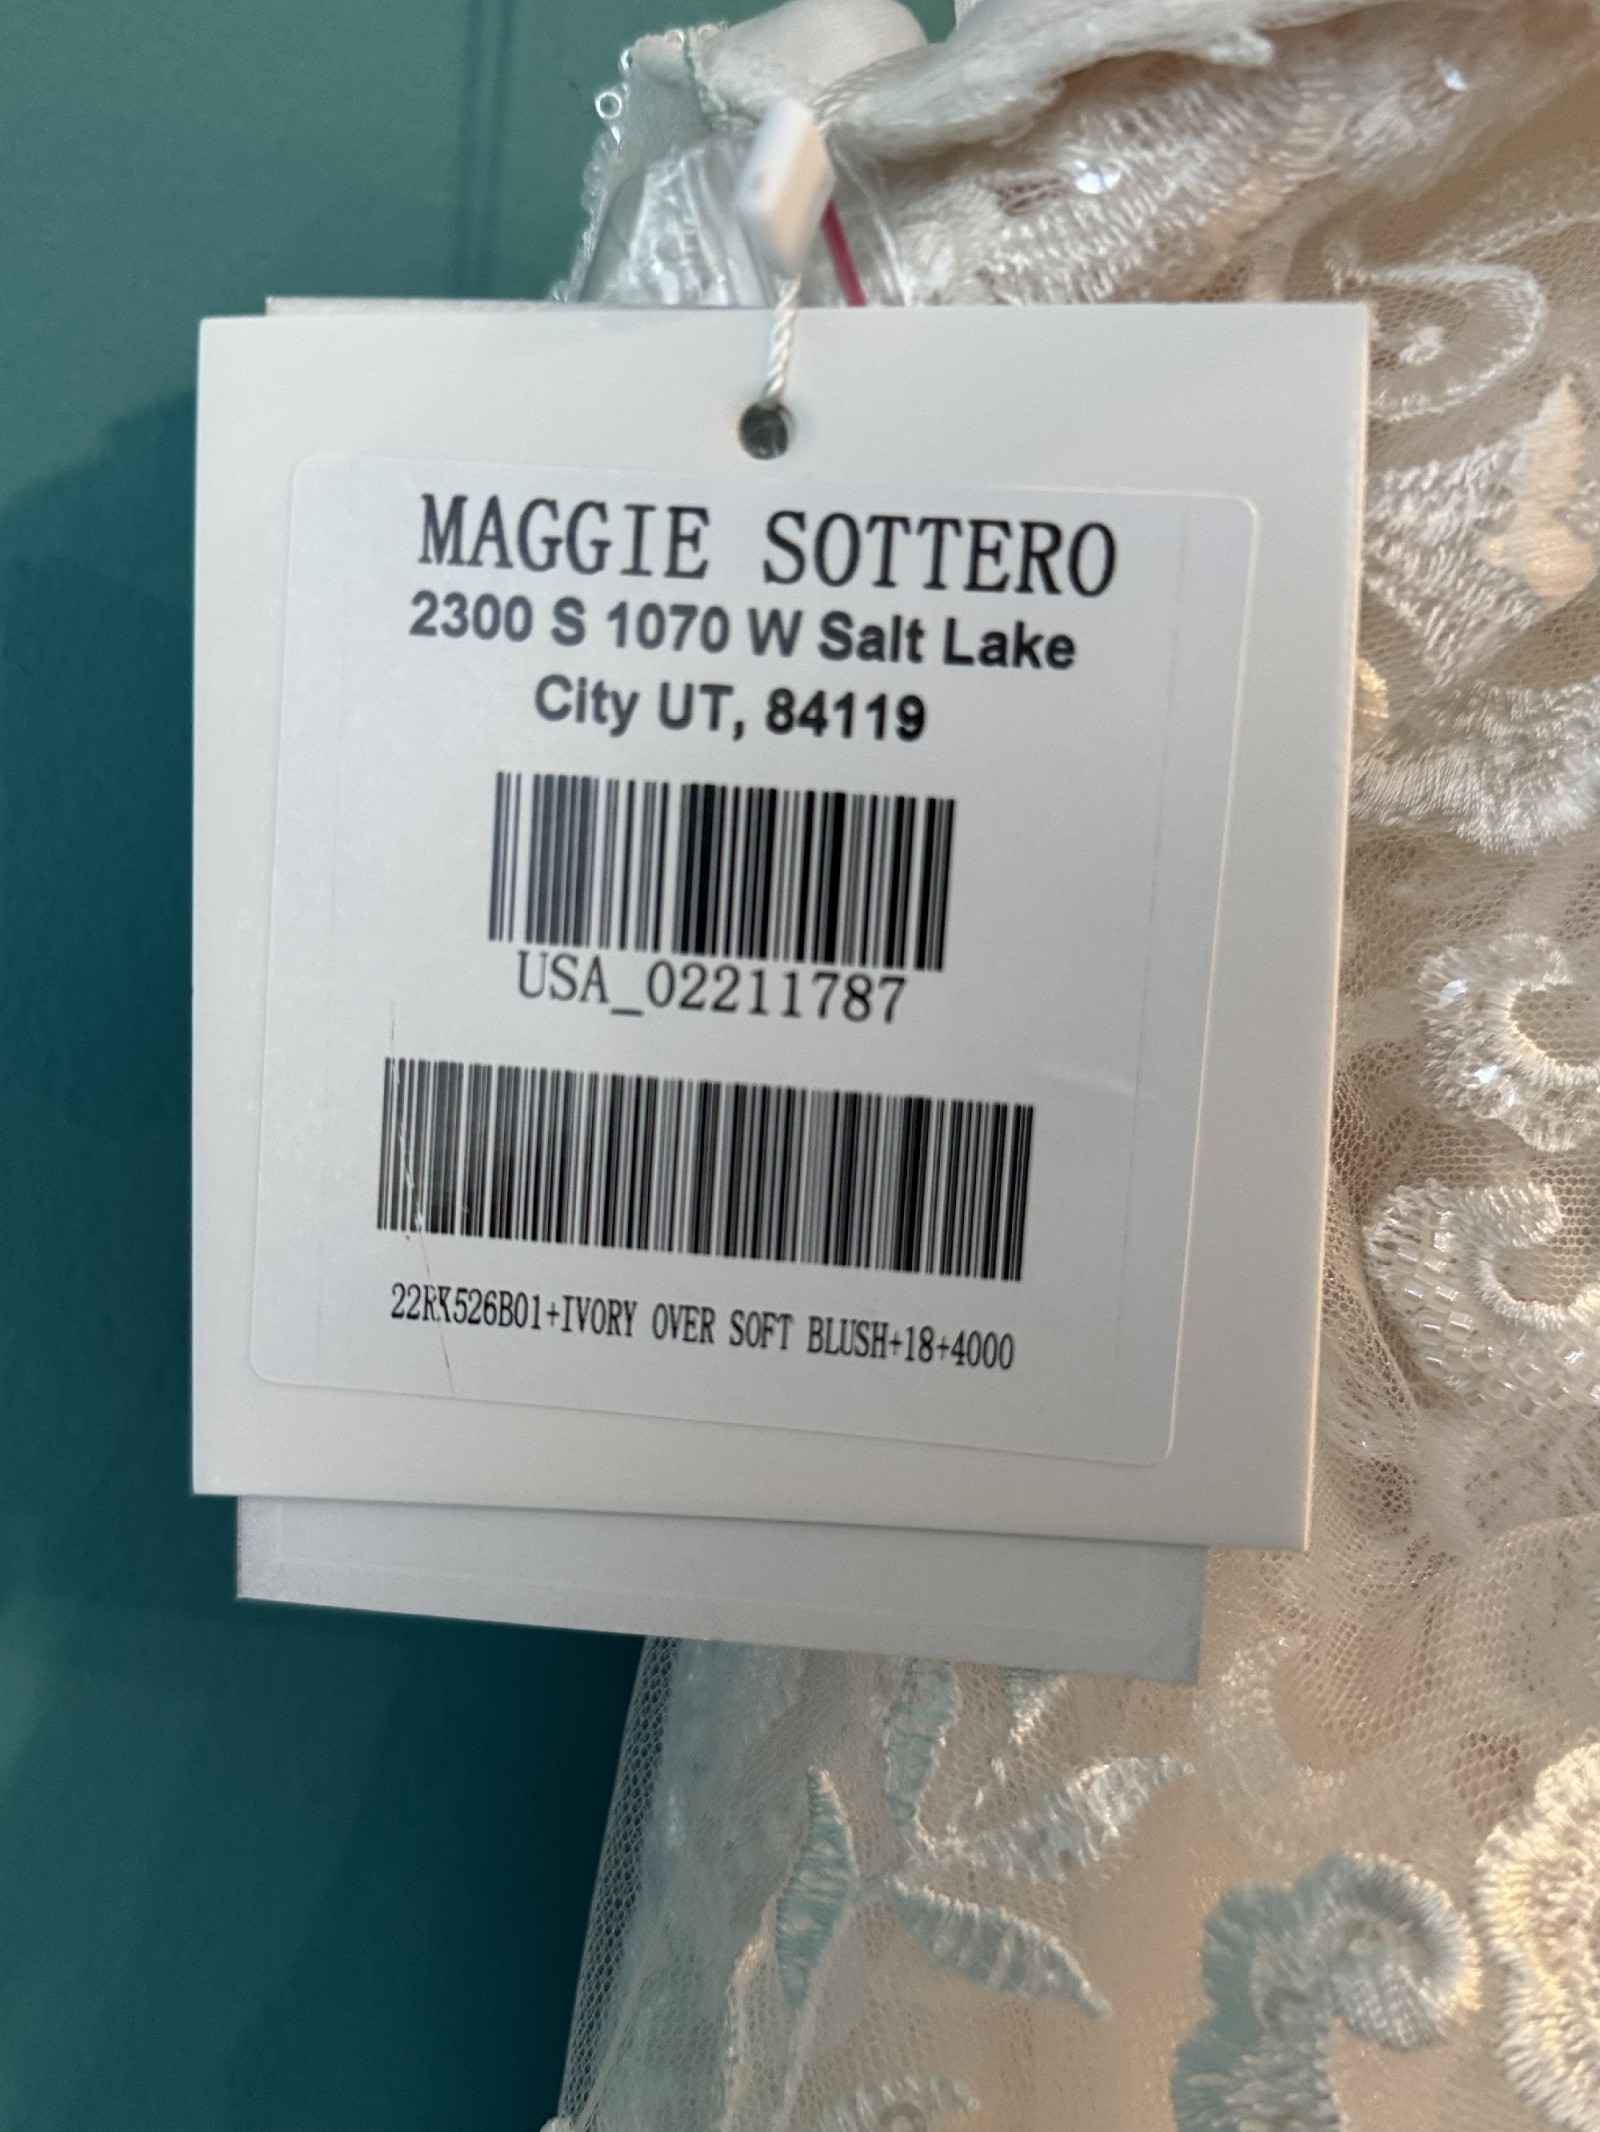 MAGGIE SOTTERO
2300 S 1070 W Salt Lake
City UT, 84119
USA_02211787
22RK526B01+IVORY OVER SOFT BLUSH+18+4000